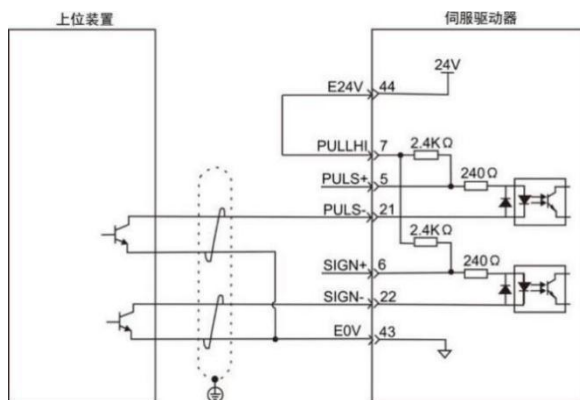 上位装置
伺服驱动器
24V
E24V 44
PULLHI 7 2.4KΩ
PULS+ 5 240Ω
PULS- 21
2.4KΩ
SIGN+ 6 240Ω
SIGN- 22
E0V 43